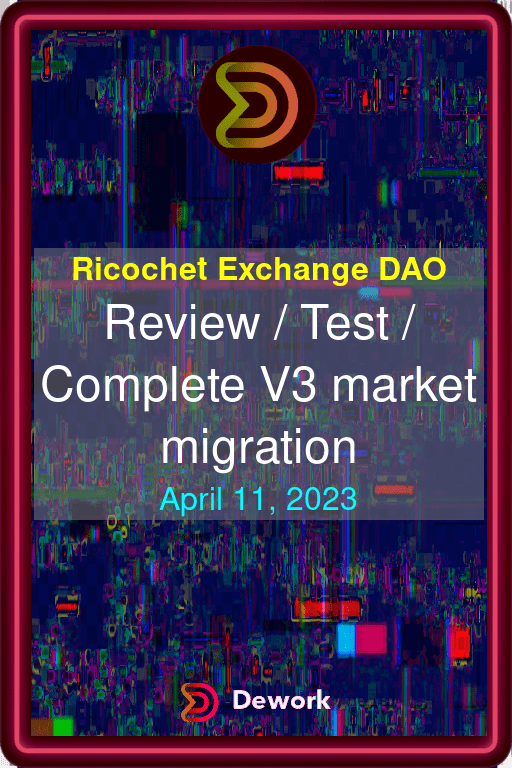 Ricochet Exchange DAO
Review / Test /
Complete V3 market
migration
April 11, 2023
Dework